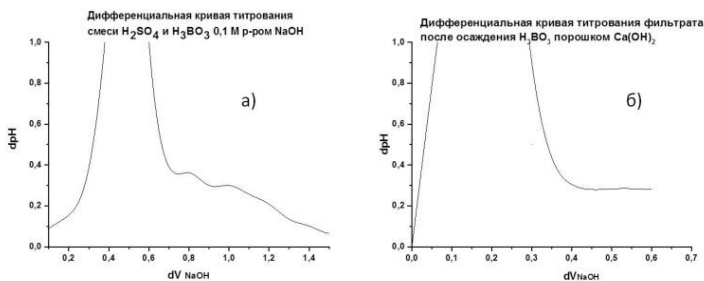 Дифференциальная кривая титрования
смеси H2SO4 и H3BO3 0,1 М р-ром NaOH
1,0
0,8
0,6
0,4
0,2
0,0
dpH
а)
0,2 0,4 0,6 0,8 1,0 1,2 1,4
dV NaOH
Дифференциальная кривая титрования фильтрата
после осаждения H3BO3 порошком Ca(OH)2
1,0
0,8
0,6
0,4
0,2
0,0
dpH
б)
0,0 0,1 0,2 0,3 0,4 0,5 0,6 0,7
dVNaOH